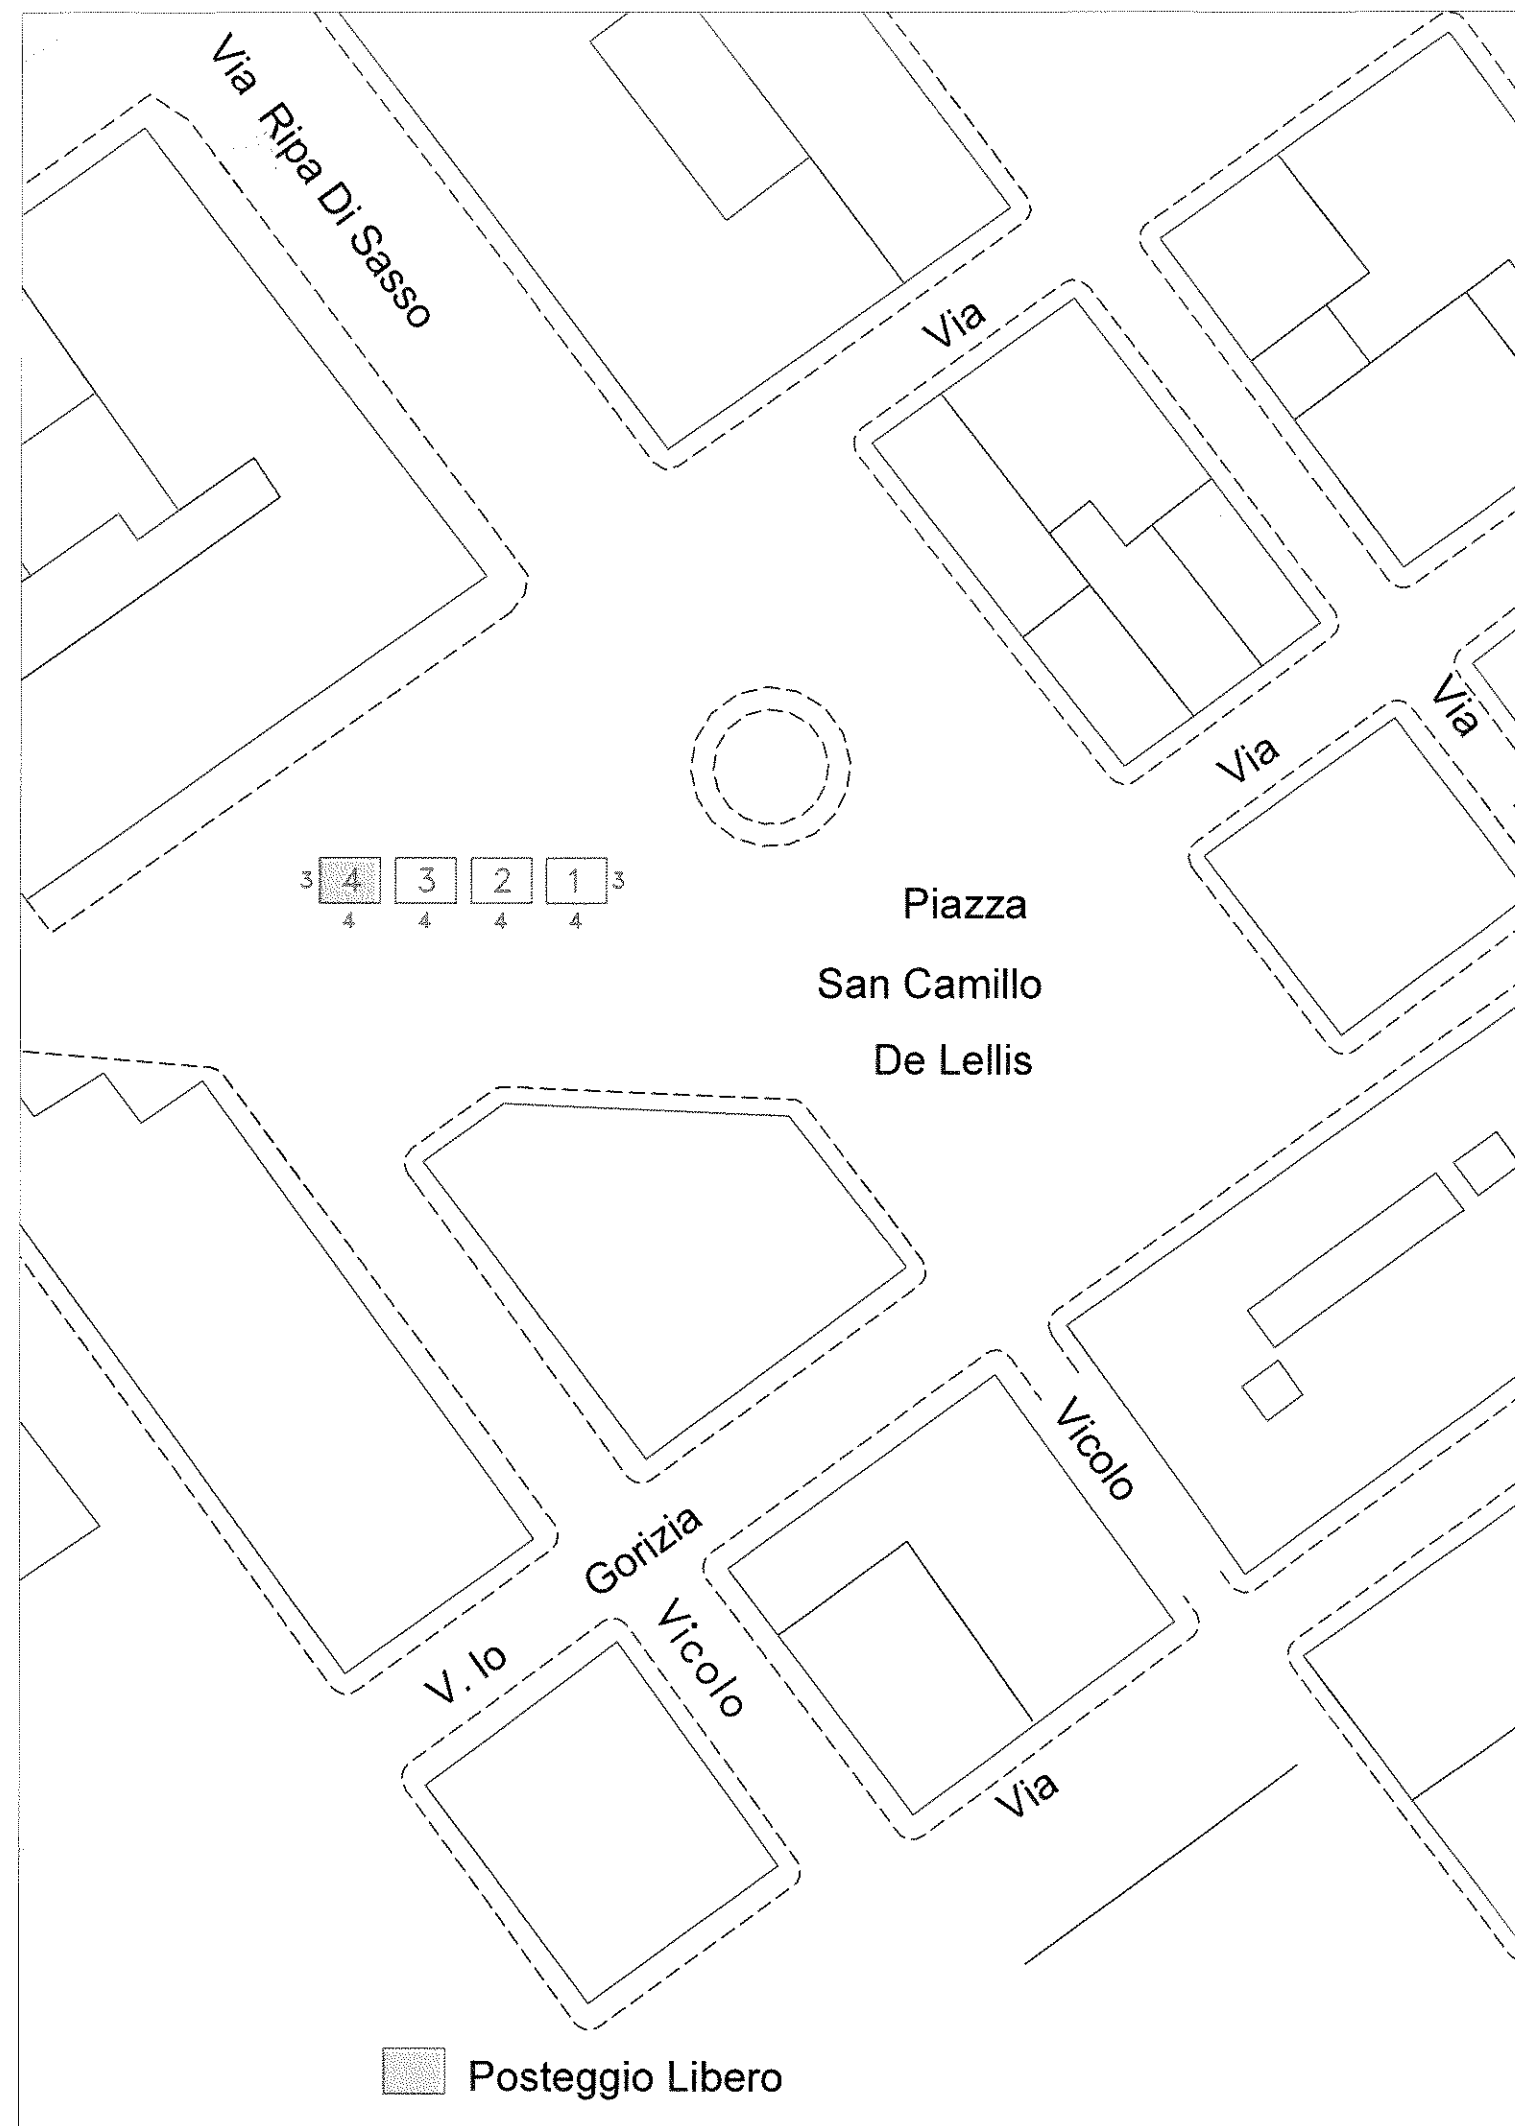 Via Ripa Di Sasso
Via
Via
Via
3 4 3 2 1 3
4 4 4 4
Piazza
San Camillo
De Lellis
Vicolo
V.lo Gorizia
Vicolo
Via
Posteggio Libero